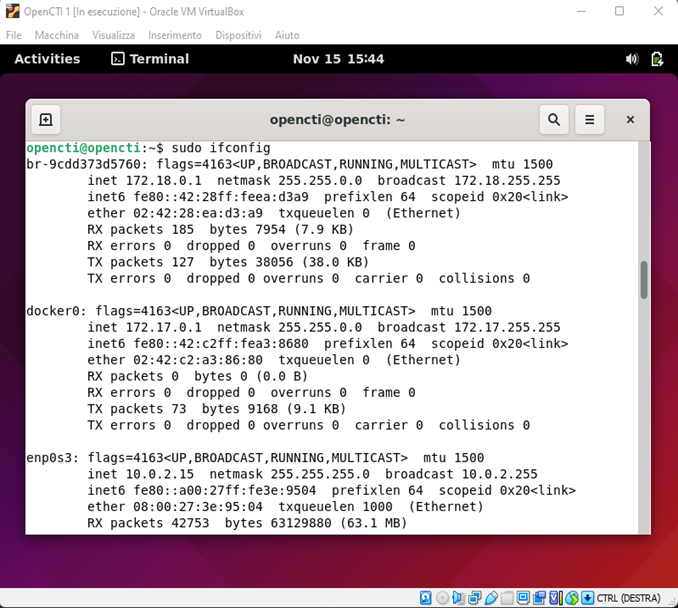 OpenCTI 1 [In esecuzione] - Oracle VM VirtualBox
File Macchina Visualizza Inserimento Dispositivi Aiuto
Activities Terminal Nov 15 15:44
opencti@opencti: ~
opencti@opencti:~$ sudo ifconfig
br-9cdd373d5760: flags=4163<UP,BROADCAST,RUNNING,MULTICAST>  mtu 1500
        inet 172.18.0.1  netmask 255.255.0.0  broadcast 172.18.255.255
        inet6 fe80::42:28ff:feea:d3a9  prefixlen 64  scopeid 0x20<link>
        ether 02:42:28:ea:d3:a9  txqueuelen 0  (Ethernet)
        RX packets 185  bytes 7954 (7.9 KB)
        RX errors 0  dropped 0  overruns 0  frame 0
        TX packets 127  bytes 38056 (38.0 KB)
        TX errors 0  dropped 0 overruns 0  carrier 0  collisions 0
docker0: flags=4163<UP,BROADCAST,RUNNING,MULTICAST>  mtu 1500
        inet 172.17.0.1  netmask 255.255.0.0  broadcast 172.17.255.255
        inet6 fe80::42:c2ff:fea3:8680  prefixlen 64  scopeid 0x20<link>
        ether 02:42:c2:a3:86:80  txqueuelen 0  (Ethernet)
        RX packets 0  bytes 0 (0.0 B)
        RX errors 0  dropped 0  overruns 0  frame 0
        TX packets 73  bytes 9168 (9.1 KB)
        TX errors 0  dropped 0 overruns 0  carrier 0  collisions 0
enp0s3: flags=4163<UP,BROADCAST,RUNNING,MULTICAST>  mtu 1500
        inet 10.0.2.15  netmask 255.255.255.0  broadcast 10.0.2.255
        inet6 fe80::a00:27ff:fe3e:9504  prefixlen 64  scopeid 0x20<link>
        ether 08:00:27:3e:95:04  txqueuelen 1000  (Ethernet)
        RX packets 42753  bytes 63129880 (63.1 MB)
CTRL (DESTRA)